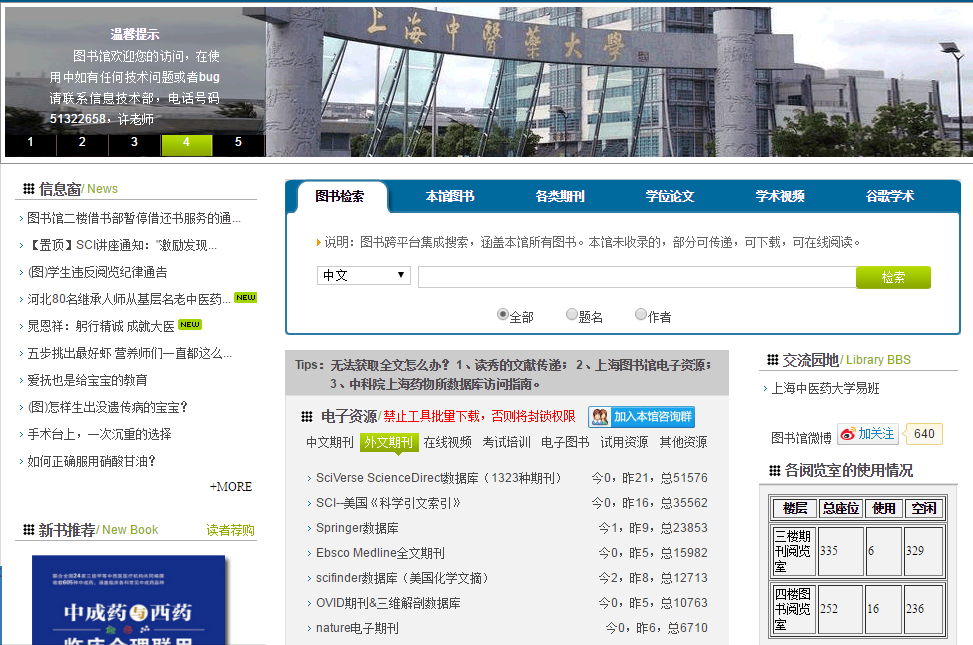 上海中醫藥大學
温馨提示
图书馆欢迎您的访问，在使
用中如有任何技术问题或者bug
请联系信息技术部，电话号码
51322658，许老师
1 2 3 4 5
信息窗/ News
图书馆二楼借书部暂停借还书服务的通...
【置顶】SCI讲座通知："激励发现...
(图)学生违反阅览纪律通告
河北80名继承人师从基层名老中医药... NEW
晁恩祥：躬行精诚 成就大医 NEW
五步挑出最好虾 营养师们一直都这么...
爱抚也是给宝宝的教育
(图)怎样生出没遗传病的宝宝？
手术台上，一次沉重的选择
如何正确服用硝酸甘油？
+MORE
新书推荐/ New Book 读者荐购
中成药与西药
临床合理联用
图书检索 本馆图书 各类期刊 学位论文 学术视频 谷歌学术
说明：图书跨平台集成搜索，涵盖本馆所有图书。本馆未收录的，部分可传递，可下载，可在线阅读。
中文 检索
全部 题名 作者
Tips：无法获取全文怎么办？1、读秀的文献传递；2、上海图书馆电子资源；
3、中科院上海药物所数据库访问指南。
电子资源/禁止工具批量下载，否则将封锁权限 加入本馆咨询群
中文期刊 外文期刊 在线视频 考试培训 电子图书 试用资源 其他资源
SciVerse ScienceDirect数据库（1323种期刊） 今0，昨21，总51576
SCI--美国《科学引文索引》 今0，昨16，总35562
Springer数据库 今1，昨9，总23853
Ebsco Medline全文期刊 今0，昨5，总15982
scifinder数据库（美国化学文摘） 今2，昨8，总12713
OVID期刊&三维解剖数据库 今0，昨5，总10763
nature电子期刊 今0，昨6，总6710
交流园地/ Library BBS
上海中医药大学易班
图书馆微博 加关注 640
各阅览室的使用情况
楼层 总座位 使用 空闲
三楼期
刊阅览
室 335 6 329
四楼图
书阅览
室 252 16 236